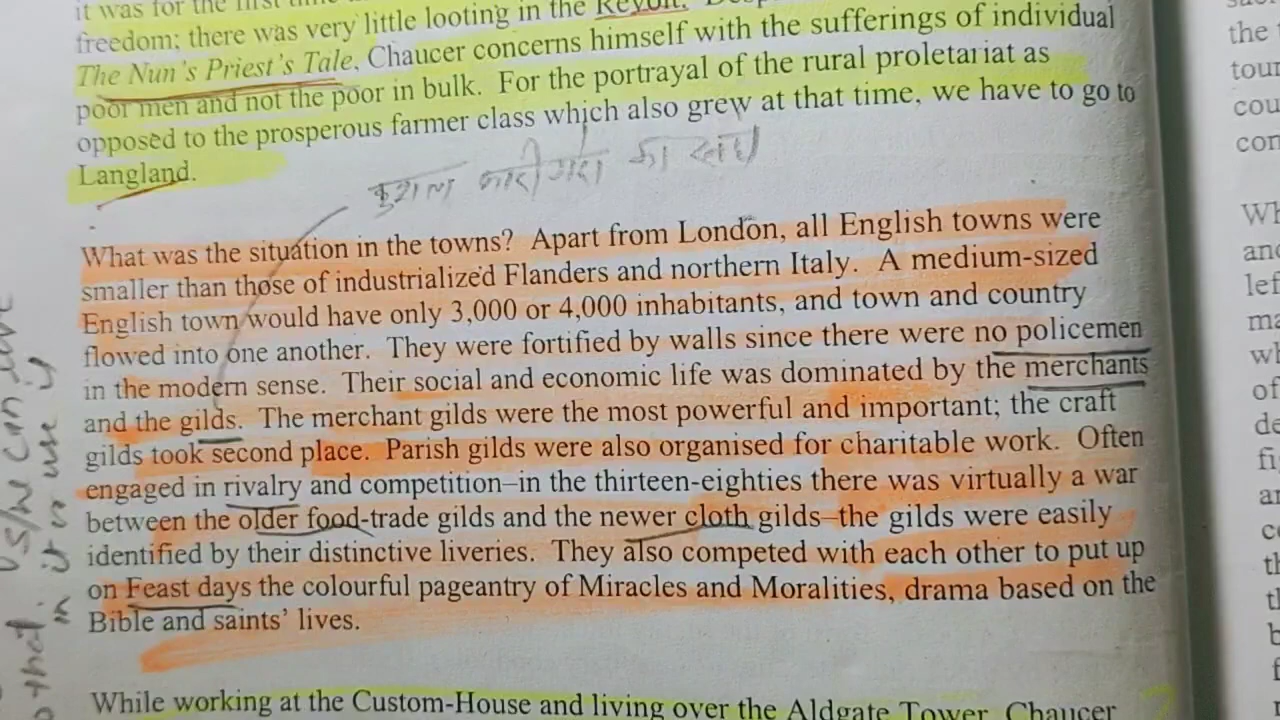 it was for the first
freedom; there was very little looting in the Revolt.
The Nun's Priest's Tale, Chaucer concerns himself with the sufferings of individual
poor men and not the poor in bulk. For the portrayal of the rural proletariat as
opposed to the prosperous farmer class which also grew at that time, we have to go to
Langland.
कुशल कारीगरों का संघ
What was the situation in the towns? Apart from London, all English towns were
smaller than those of industrialized Flanders and northern Italy. A medium-sized
English town would have only 3,000 or 4,000 inhabitants, and town and country
flowed into one another. They were fortified by walls since there were no policemen
in the modern sense. Their social and economic life was dominated by the merchants
and the gilds. The merchant gilds were the most powerful and important; the craft
gilds took second place. Parish gilds were also organised for charitable work. Often
engaged in rivalry and competition–in the thirteen-eighties there was virtually a war
between the older food-trade gilds and the newer cloth gilds–the gilds were easily
identified by their distinctive liveries. They also competed with each other to put up
on Feast days the colourful pageantry of Miracles and Moralities, drama based on the
Bible and saints' lives.
While working at the Custom-House and living over the Aldgate Tower, Chaucer
the